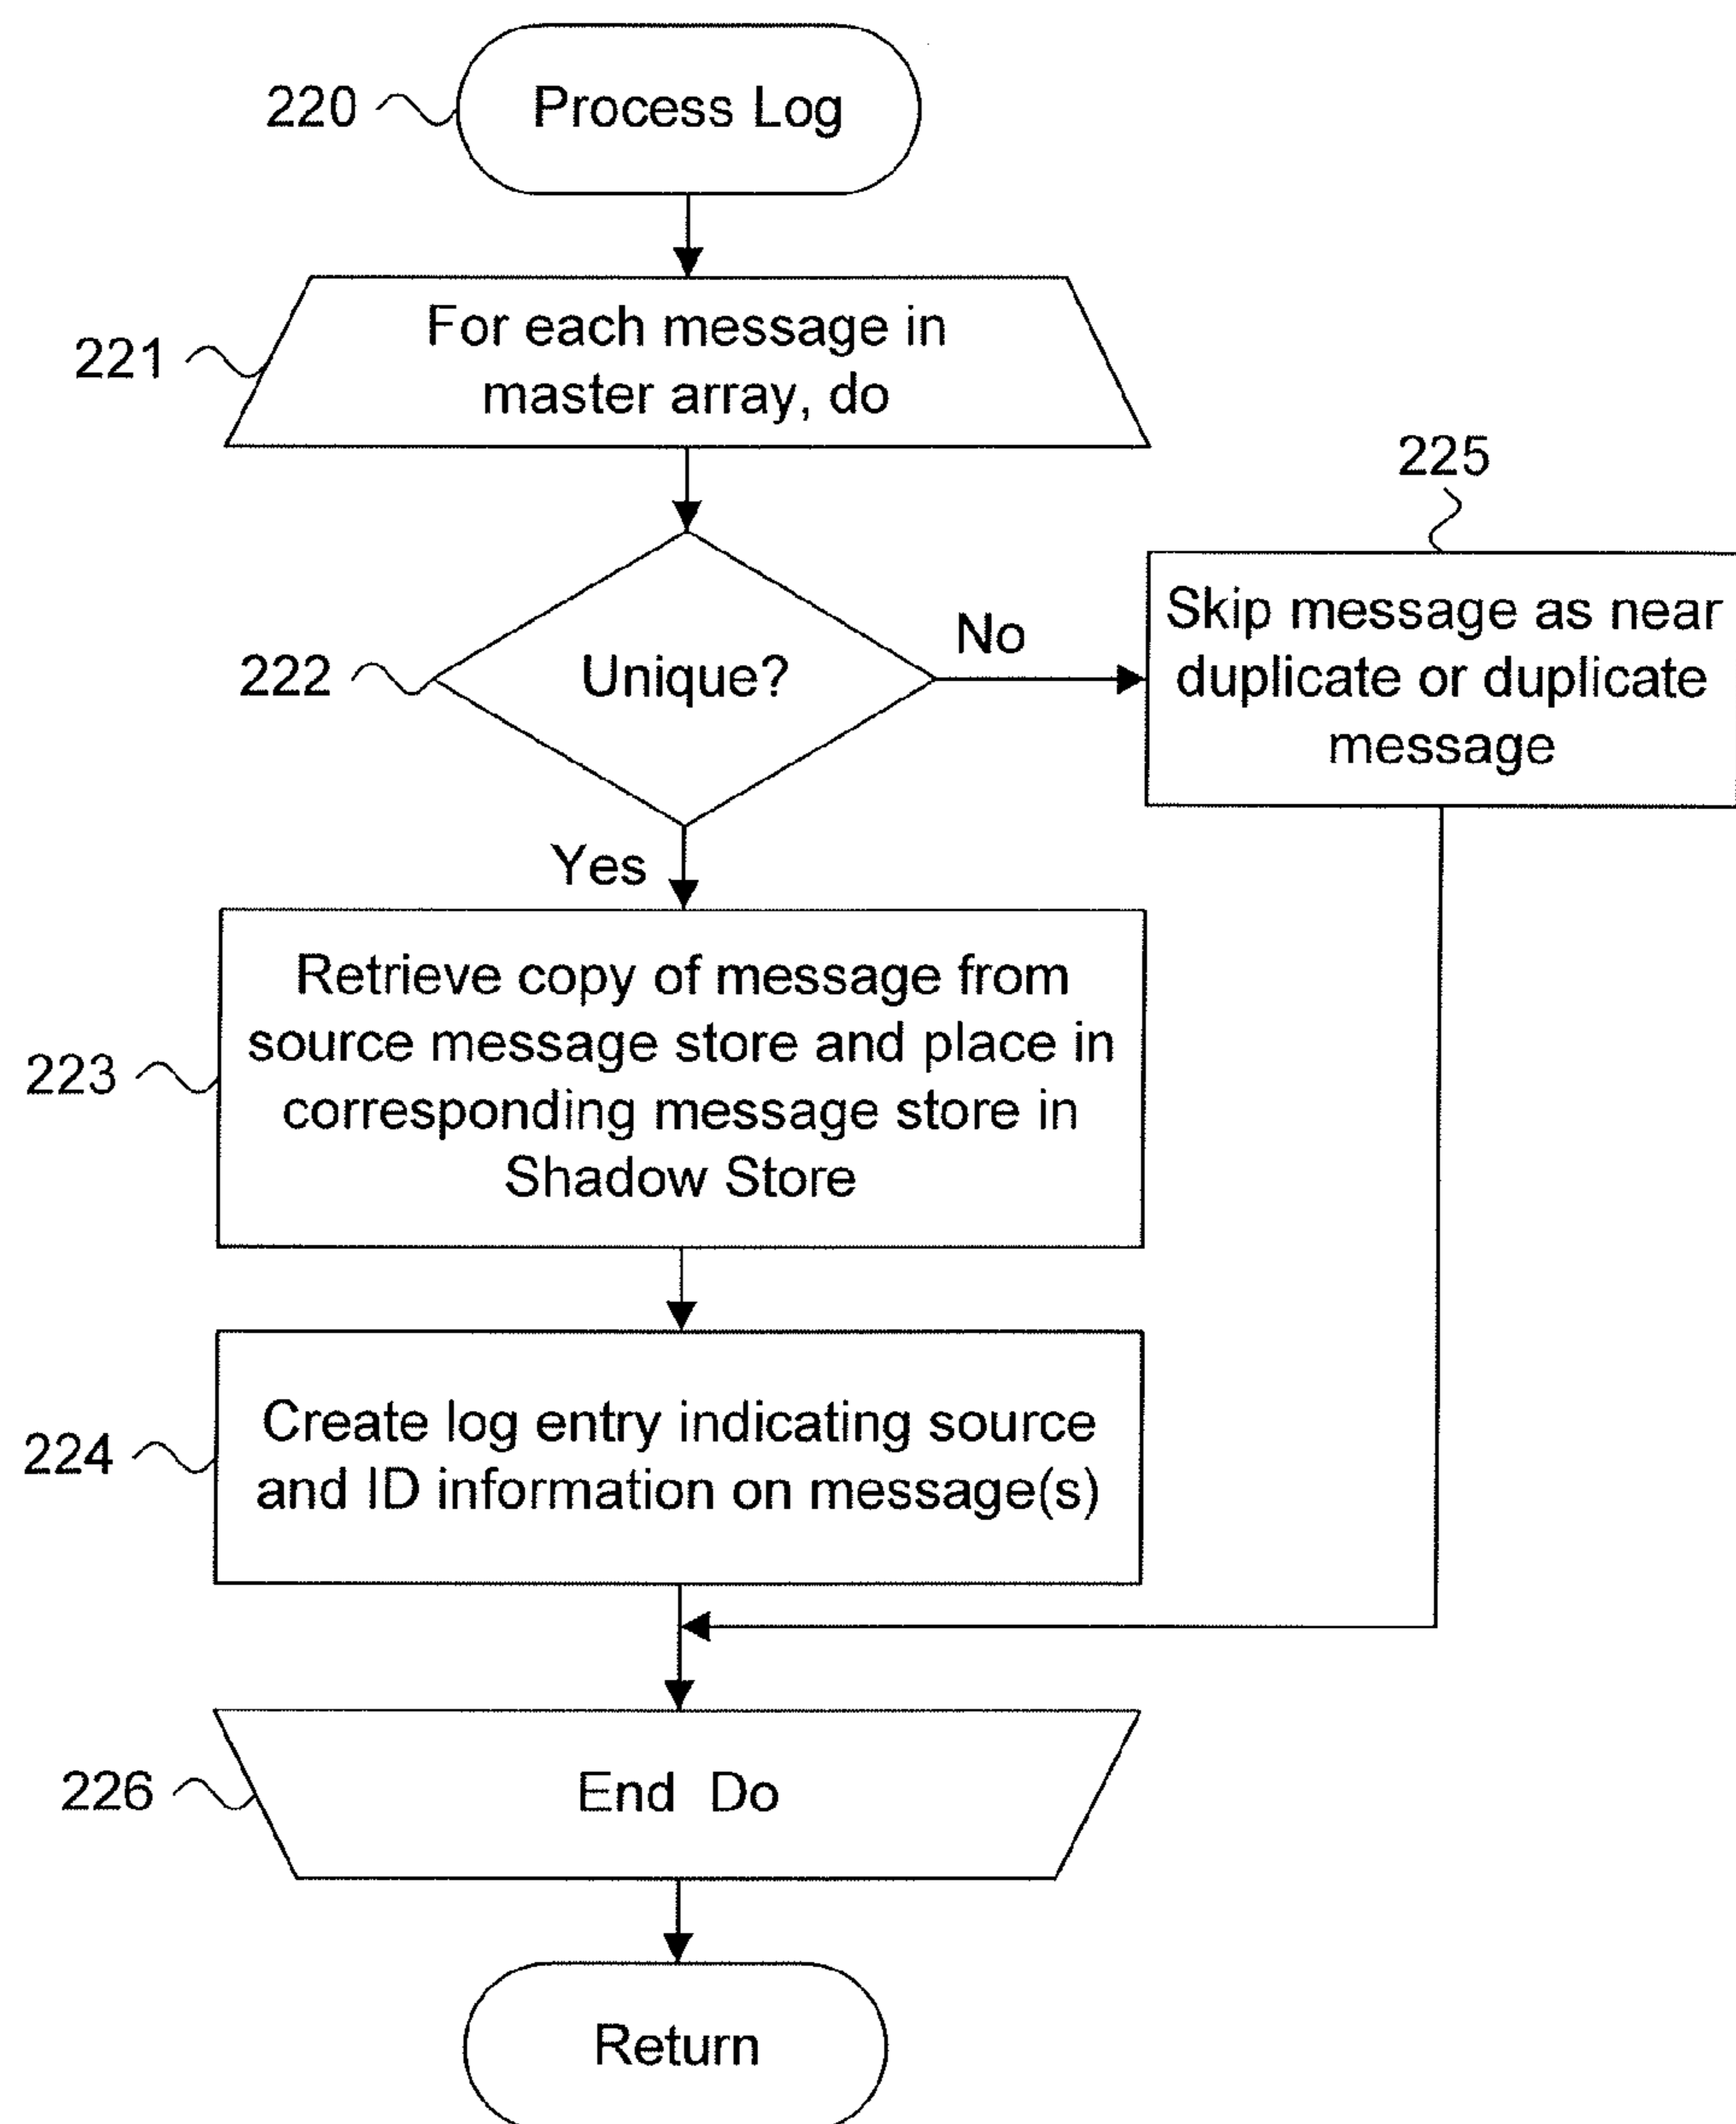 220
Process Log
221
For each message in
master array, do
225
222
Unique?
No
Skip message as near
duplicate or duplicate
message
Yes
223
Retrieve copy of message from
source message store and place in
corresponding message store in
Shadow Store
224
Create log entry indicating source
and ID information on message(s)
226
End Do
Return